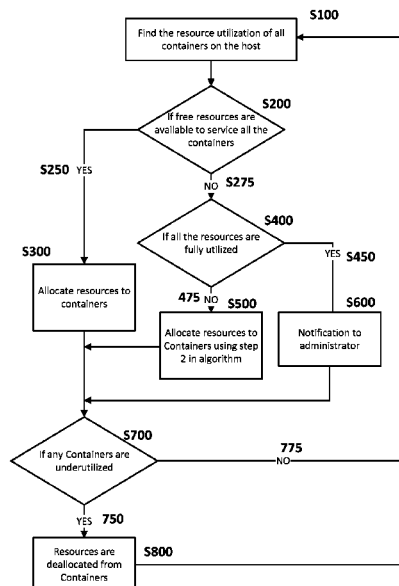 S100
Find the resource utilization of all
containers on the host
S200
If free resources are
available to service all the
containers
S250
YES
NO
S275
S400
If all the resources are
fully utilized
YES
S450
S300
Allocate resources to
containers
475
NO
S500
Allocate resources to
Containers using step
2 in algorithm
S600
Notification to
administrator
S700
If any Containers are
underutilized
775
NO
YES
750
S800
Resources are
deallocated from
Containers